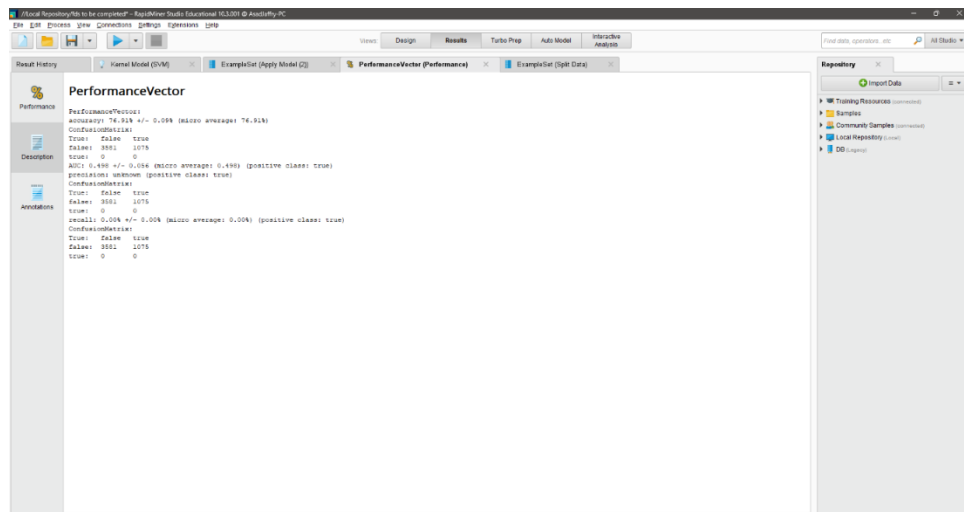 //Local Repository/fds to be completed* – RapidMiner Studio Educational 10.3.001 @ Asadjaffry-PC
File Edit Process View Connections Settings Extensions Help
Views: Design Results Turbo Prep Auto Model Interactive Analysis
Find data, operators...etc All Studio
Result History
Kernel Model (SVM)
ExampleSet (Apply Model (2))
PerformanceVector (Performance)
ExampleSet (Split Data)
Performance
Description
Annotations
PerformanceVector
PerformanceVector:
accuracy: 76.91% +/- 0.09% (micro average: 76.91%)
ConfusionMatrix:
True: false true
false: 3581 1075
true: 0 0
AUC: 0.498 +/- 0.056 (micro average: 0.498) (positive class: true)
precision: unknown (positive class: true)
ConfusionMatrix:
True: false true
false: 3581 1075
true: 0 0
recall: 0.00% +/- 0.00% (micro average: 0.00%) (positive class: true)
ConfusionMatrix:
True: false true
false: 3581 1075
true: 0 0
Repository
Import Data
Training Resources (connected)
Samples
Community Samples (connected)
Local Repository (Local)
DB (Legacy)